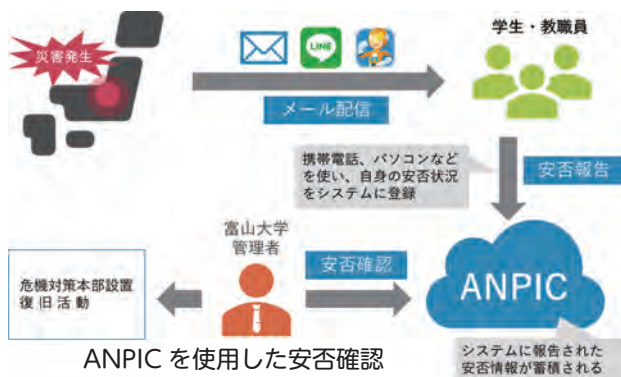 災害発生
LINE
メール配信
学生・教職員
携帯電話、パソコンなど
を使い、自身の安否状況
をシステムに登録
安否報告
富山大学
管理者
安否確認
ANPIC
危機対策本部設置
復旧活動
システムに報告された
安否情報が蓄積される
ANPIC を使用した安否確認